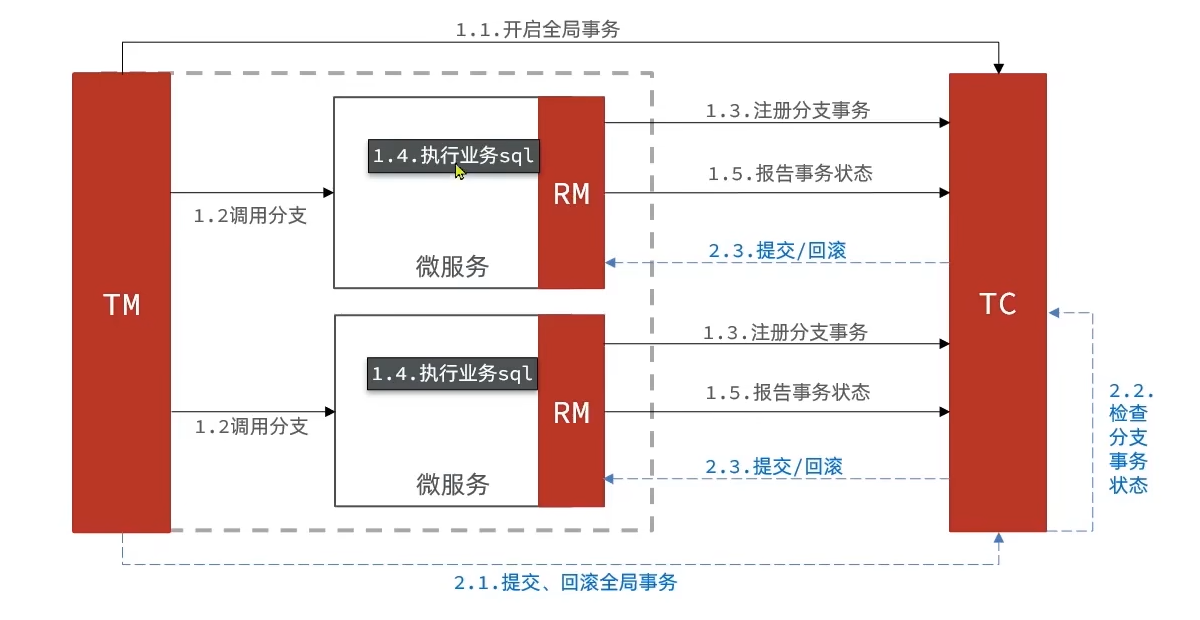 1.1.开启全局事务
1.3.注册分支事务
1.4.执行业务sql
1.5.报告事务状态
RM
1.2调用分支
2.3.提交/回滚
微服务
TM
TC
1.3.注册分支事务
1.4.执行业务sql
1.5.报告事务状态
2.2.
检查
分支
事务
状态
RM
1.2调用分支
2.3.提交/回滚
微服务
2.1.提交、回滚全局事务